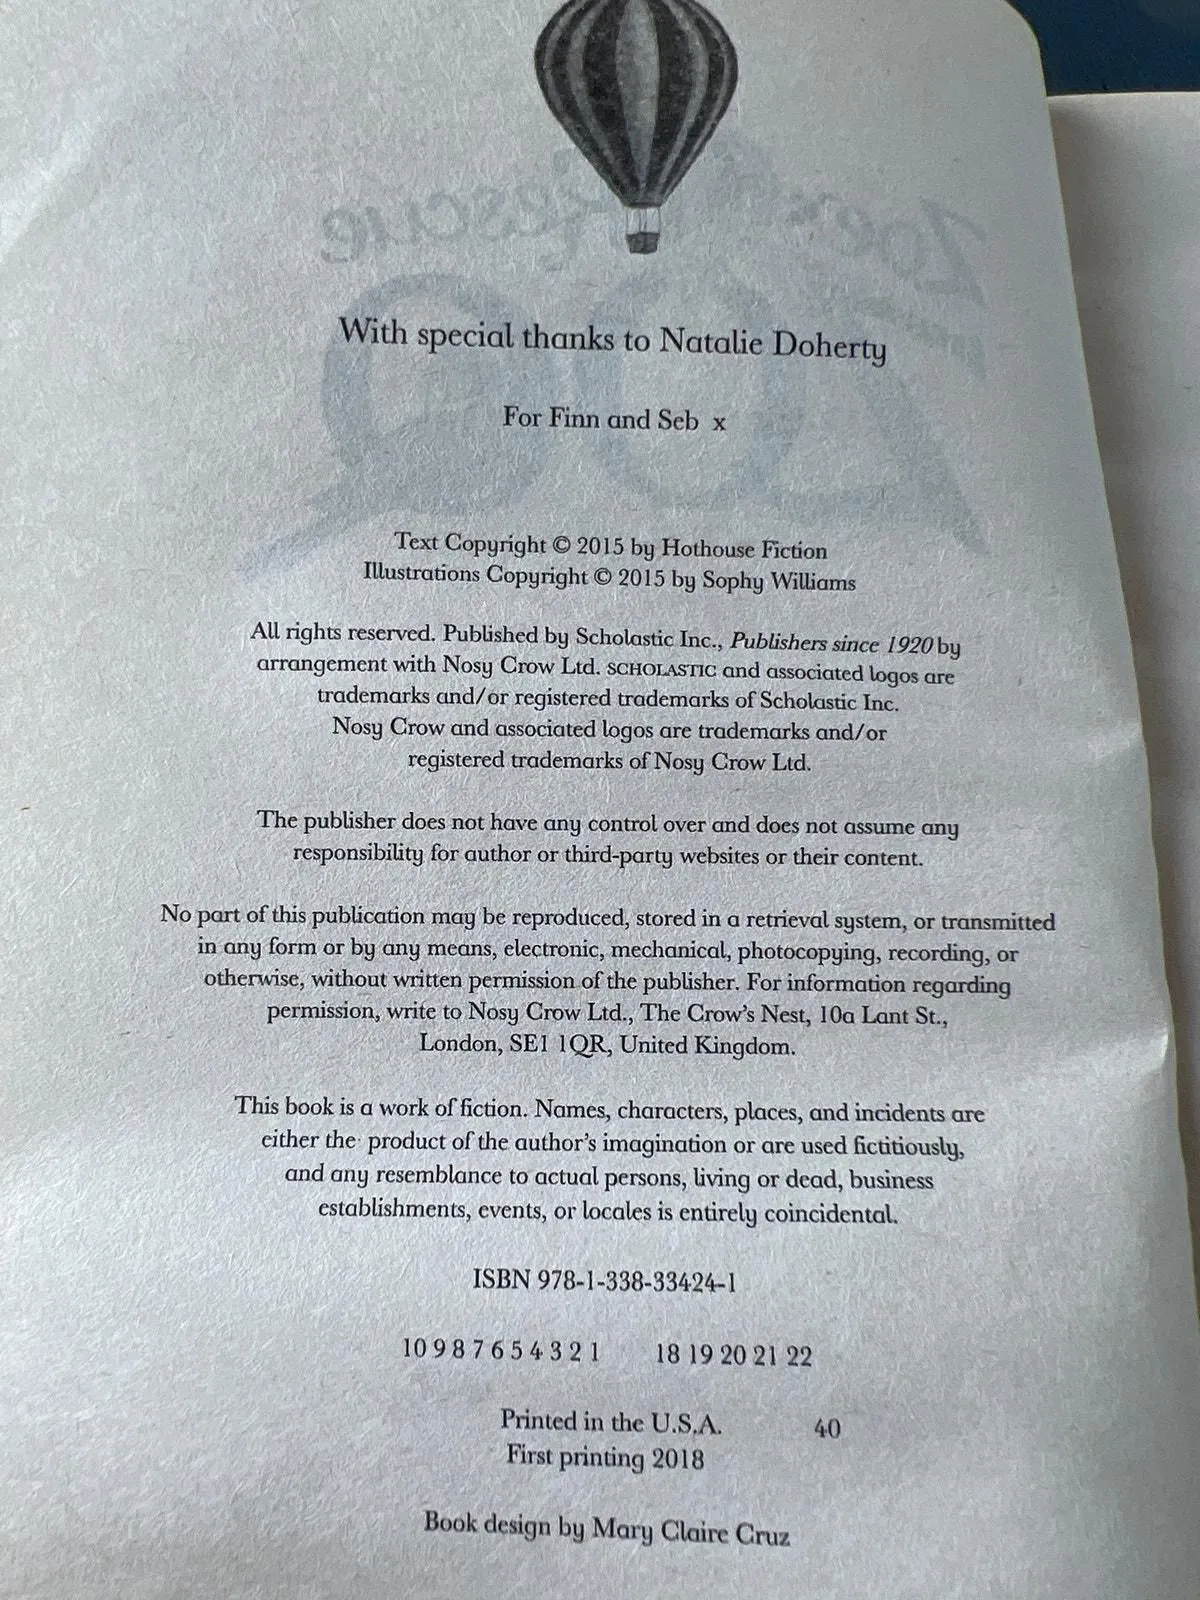 With special thanks to Natalie Doherty
For Finn and Seb x
Text Copyright © 2015 by Hothouse Fiction
Illustrations Copyright © 2015 by Sophy Williams
All rights reserved. Published by Scholastic Inc., Publishers since 1920 by
arrangement with Nosy Crow Ltd. SCHOLASTIC and associated logos are
trademarks and/or registered trademarks of Scholastic Inc.
Nosy Crow and associated logos are trademarks and/or
registered trademarks of Nosy Crow Ltd.
The publisher does not have any control over and does not assume any
responsibility for author or third-party websites or their content.
No part of this publication may be reproduced, stored in a retrieval system, or transmitted
in any form or by any means, electronic, mechanical, photocopying, recording, or
otherwise, without written permission of the publisher. For information regarding
permission, write to Nosy Crow Ltd., The Crow's Nest, 10a Lant St.,
London, SE1 1QR, United Kingdom.
This book is a work of fiction. Names, characters, places, and incidents are
either the product of the author's imagination or are used fictitiously,
and any resemblance to actual persons, living or dead, business
establishments, events, or locales is entirely coincidental.
ISBN 978-1-338-33424-1
10 9 8 7 6 5 4 3 2 1 18 19 20 21 22
Printed in the U.S.A. 40
First printing 2018
Book design by Mary Claire Cruz